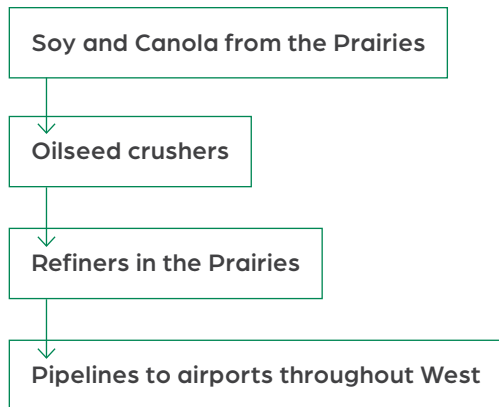 Soy and Canola from the Prairies
Oilseed crushers
Refiners in the Prairies
Pipelines to airports throughout West